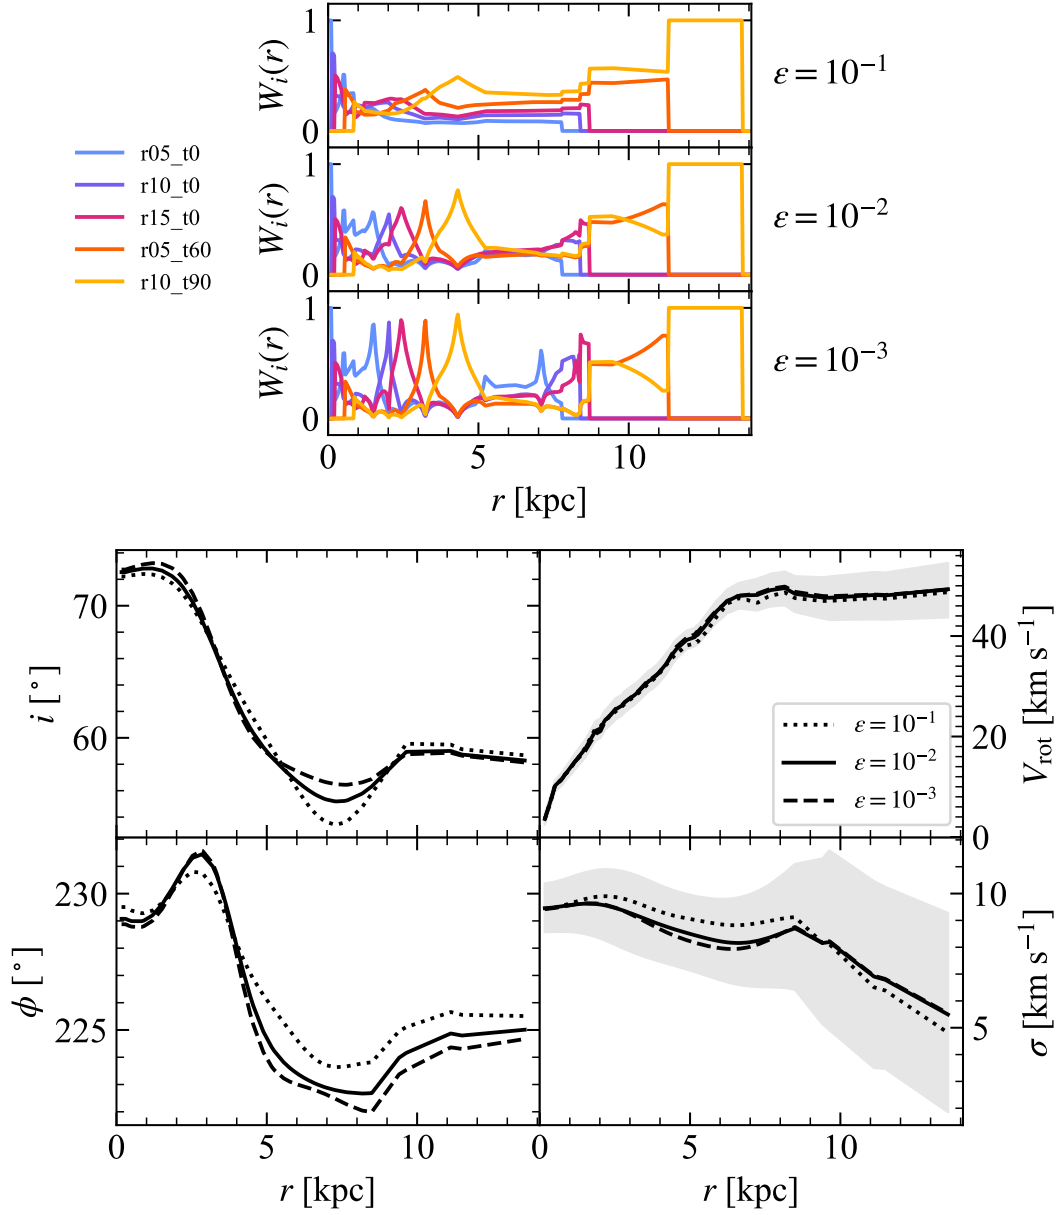 1
W_i(r)
0
ε = 10⁻¹
r05_t0
r10_t0
r15_t0
r05_t60
r10_t90
1
W_i(r)
0
ε = 10⁻²
1
W_i(r)
0
ε = 10⁻³
0 5 10
r [kpc]
70
60
i [°]
40
20
0
V_rot [km s⁻¹]
ε = 10⁻¹
ε = 10⁻²
ε = 10⁻³
230
225
ϕ [°]
10
5
σ [km s⁻¹]
0 5 10
0 5 10
r [kpc]
r [kpc]